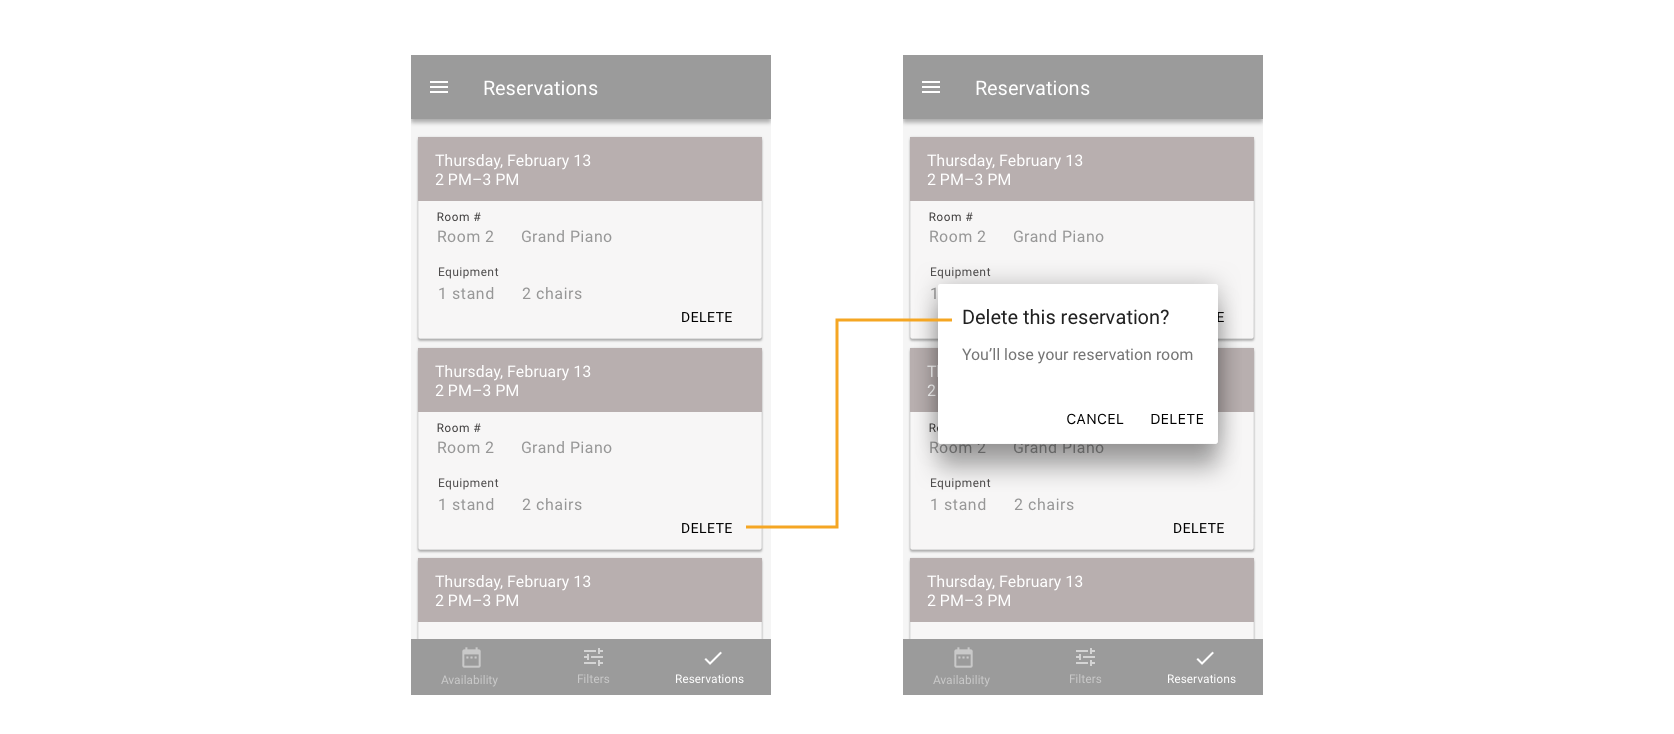 Reservations
Thursday, February 13
2 PM–3 PM
Room #
Room 2 Grand Piano
Equipment
1 stand 2 chairs
DELETE
Thursday, February 13
2 PM–3 PM
Room #
Room 2 Grand Piano
Equipment
1 stand 2 chairs
DELETE
Thursday, February 13
2 PM–3 PM
Availability Filters Reservations
Reservations
Thursday, February 13
2 PM–3 PM
Room #
Room 2 Grand Piano
Equipment
1
E
Delete this reservation?
You’ll lose your reservation room
CANCEL DELETE
Room 2 Grand Piano
Equipment
1 stand 2 chairs
DELETE
Thursday, February 13
2 PM–3 PM
Availability Filters Reservations